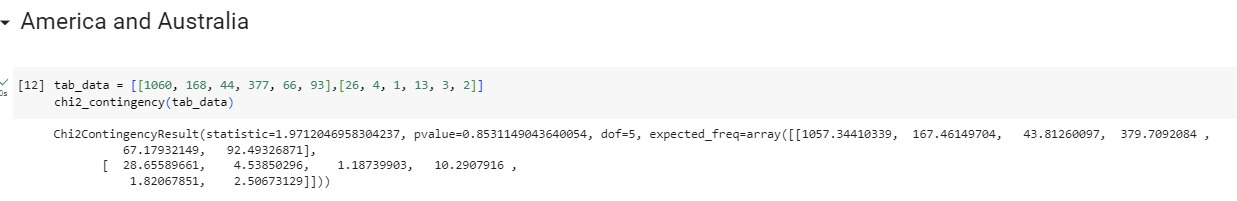 America and Australia
[12] tab_data = [[1060, 168, 44, 377, 66, 93],[26, 4, 1, 13, 3, 2]]
0s
chi2_contingency(tab_data)
Chi2ContingencyResult(statistic=1.9712046958304237, pvalue=0.8531149043640054, dof=5, expected_freq=array([[1057.34410339, 167.46149704, 43.81260097, 379.7092084 ,
67.17932149, 92.49326871],
[ 28.65589661, 4.53850296, 1.18739903, 10.2907916 ,
1.82067851, 2.50673129]]))